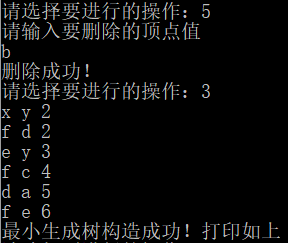 请选择要进行的操作：5
请输入要删除的顶点值
b
删除成功！
请选择要进行的操作：3
x y 2
f d 2
e y 3
f c 4
d a 5
f e 6
最小生成树构造成功！打印如上